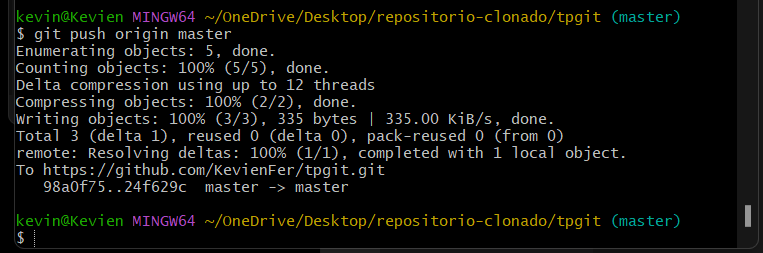 kevin@Kevien MINGW64 ~/OneDrive/Desktop/repositorio-clonado/tpgit (master)
$ git push origin master
Enumerating objects: 5, done.
Counting objects: 100% (5/5), done.
Delta compression using up to 12 threads
Compressing objects: 100% (2/2), done.
Writing objects: 100% (3/3), 335 bytes | 335.00 KiB/s, done.
Total 3 (delta 1), reused 0 (delta 0), pack-reused 0 (from 0)
remote: Resolving deltas: 100% (1/1), completed with 1 local object.
To https://github.com/KevienFer/tpgit.git
   98a0f75..24f629c  master -> master
kevin@Kevien MINGW64 ~/OneDrive/Desktop/repositorio-clonado/tpgit (master)
$